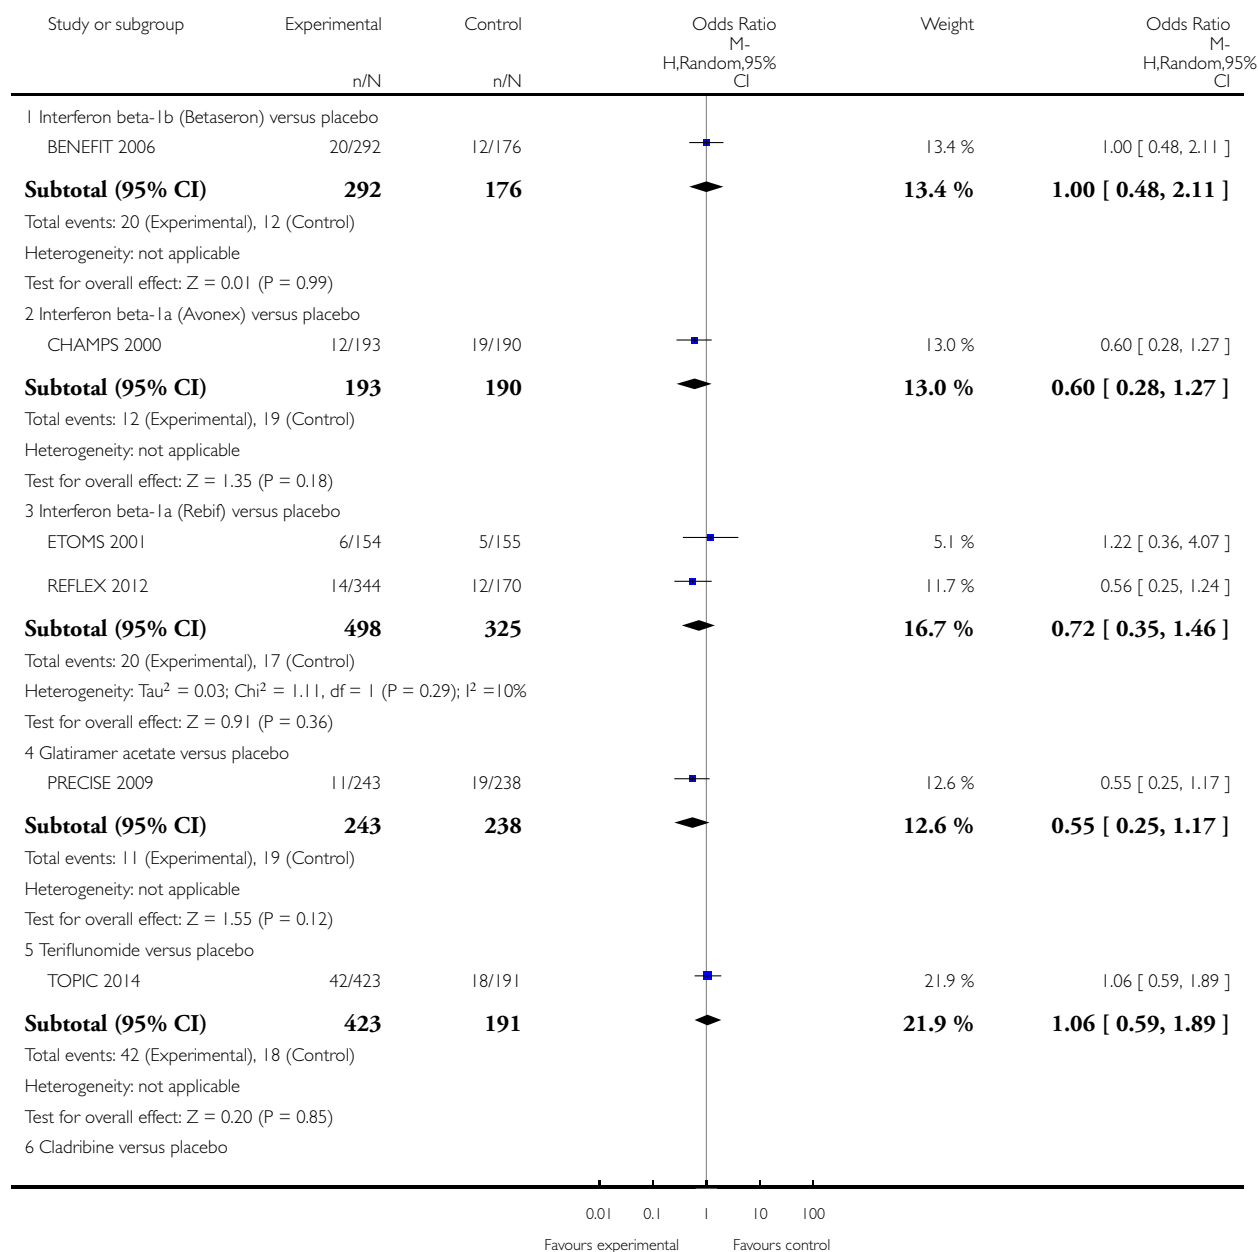 Study or subgroup Experimental Control Odds Ratio Weight Odds Ratio
M- M-
H,Random,95% H,Random,95%
n/N n/N CI CI
1 Interferon beta-1b (Betaseron) versus placebo
BENEFIT 2006 20/292 12/176 13.4 % 1.00 [ 0.48, 2.11 ]
Subtotal (95% CI) 292 176 13.4 % 1.00 [ 0.48, 2.11 ]
Total events: 20 (Experimental), 12 (Control)
Heterogeneity: not applicable
Test for overall effect: Z = 0.01 (P = 0.99)
2 Interferon beta-1a (Avonex) versus placebo
CHAMPS 2000 12/193 19/190 13.0 % 0.60 [ 0.28, 1.27 ]
Subtotal (95% CI) 193 190 13.0 % 0.60 [ 0.28, 1.27 ]
Total events: 12 (Experimental), 19 (Control)
Heterogeneity: not applicable
Test for overall effect: Z = 1.35 (P = 0.18)
3 Interferon beta-1a (Rebif) versus placebo
ETOMS 2001 6/154 5/155 5.1 % 1.22 [ 0.36, 4.07 ]
REFLEX 2012 14/344 12/170 11.7 % 0.56 [ 0.25, 1.24 ]
Subtotal (95% CI) 498 325 16.7 % 0.72 [ 0.35, 1.46 ]
Total events: 20 (Experimental), 17 (Control)
Heterogeneity: Tau² = 0.03; Chi² = 1.11, df = 1 (P = 0.29); I² =10%
Test for overall effect: Z = 0.91 (P = 0.36)
4 Glatiramer acetate versus placebo
PRECISE 2009 11/243 19/238 12.6 % 0.55 [ 0.25, 1.17 ]
Subtotal (95% CI) 243 238 12.6 % 0.55 [ 0.25, 1.17 ]
Total events: 11 (Experimental), 19 (Control)
Heterogeneity: not applicable
Test for overall effect: Z = 1.55 (P = 0.12)
5 Teriflunomide versus placebo
TOPIC 2014 42/423 18/191 21.9 % 1.06 [ 0.59, 1.89 ]
Subtotal (95% CI) 423 191 21.9 % 1.06 [ 0.59, 1.89 ]
Total events: 42 (Experimental), 18 (Control)
Heterogeneity: not applicable
Test for overall effect: Z = 0.20 (P = 0.85)
6 Cladribine versus placebo
0.01 0.1 1 10 100
Favours experimental Favours control